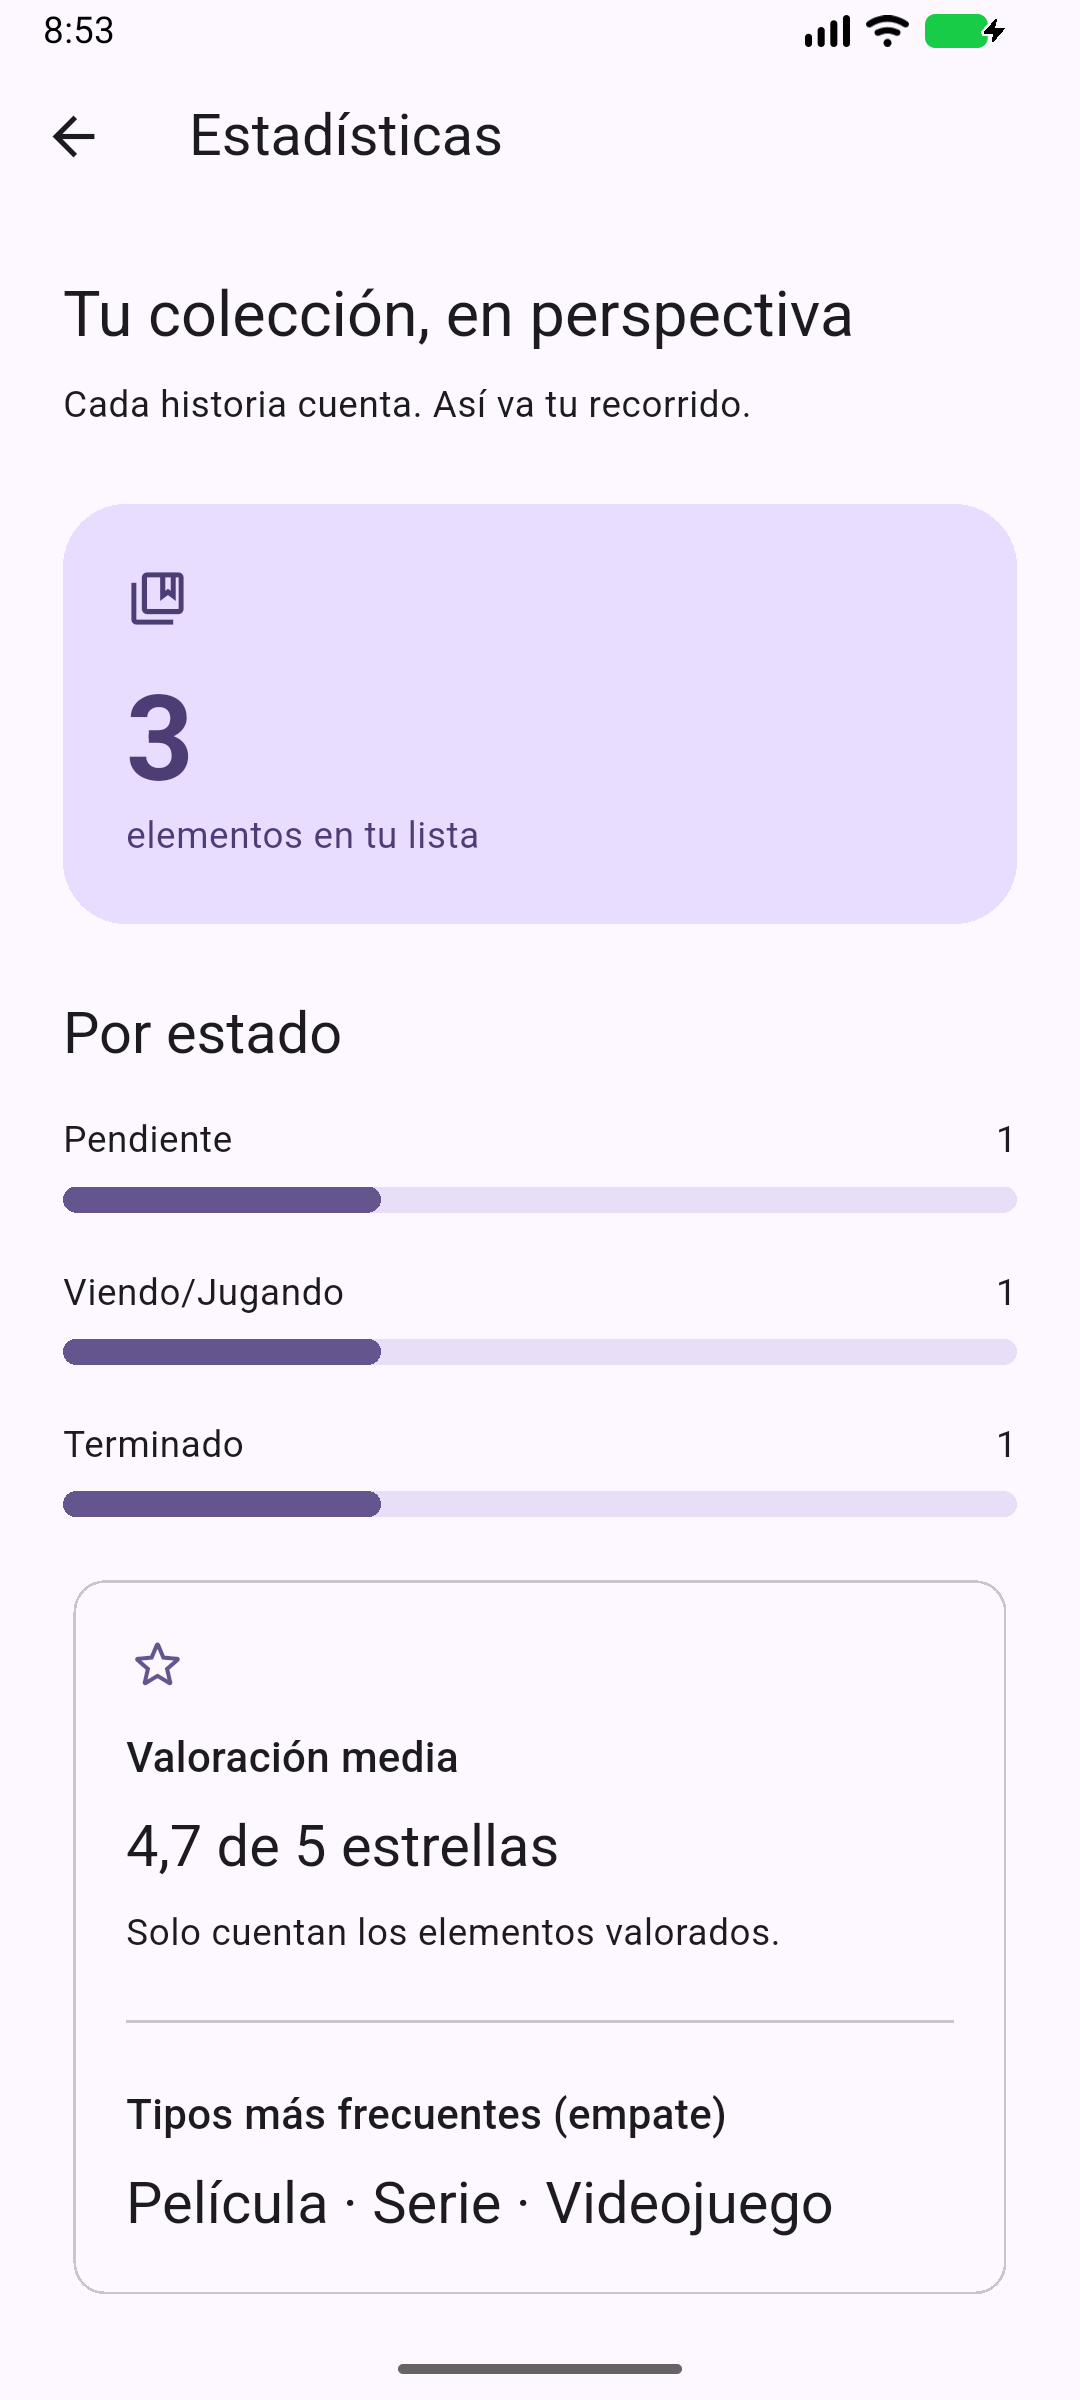 8:53
Estadísticas
Tu colección, en perspectiva
Cada historia cuenta. Así va tu recorrido.
3
elementos en tu lista
Por estado
Pendiente 1
Viendo/Jugando 1
Terminado 1
Valoración media
4,7 de 5 estrellas
Solo cuentan los elementos valorados.
Tipos más frecuentes (empate)
Película · Serie · Videojuego